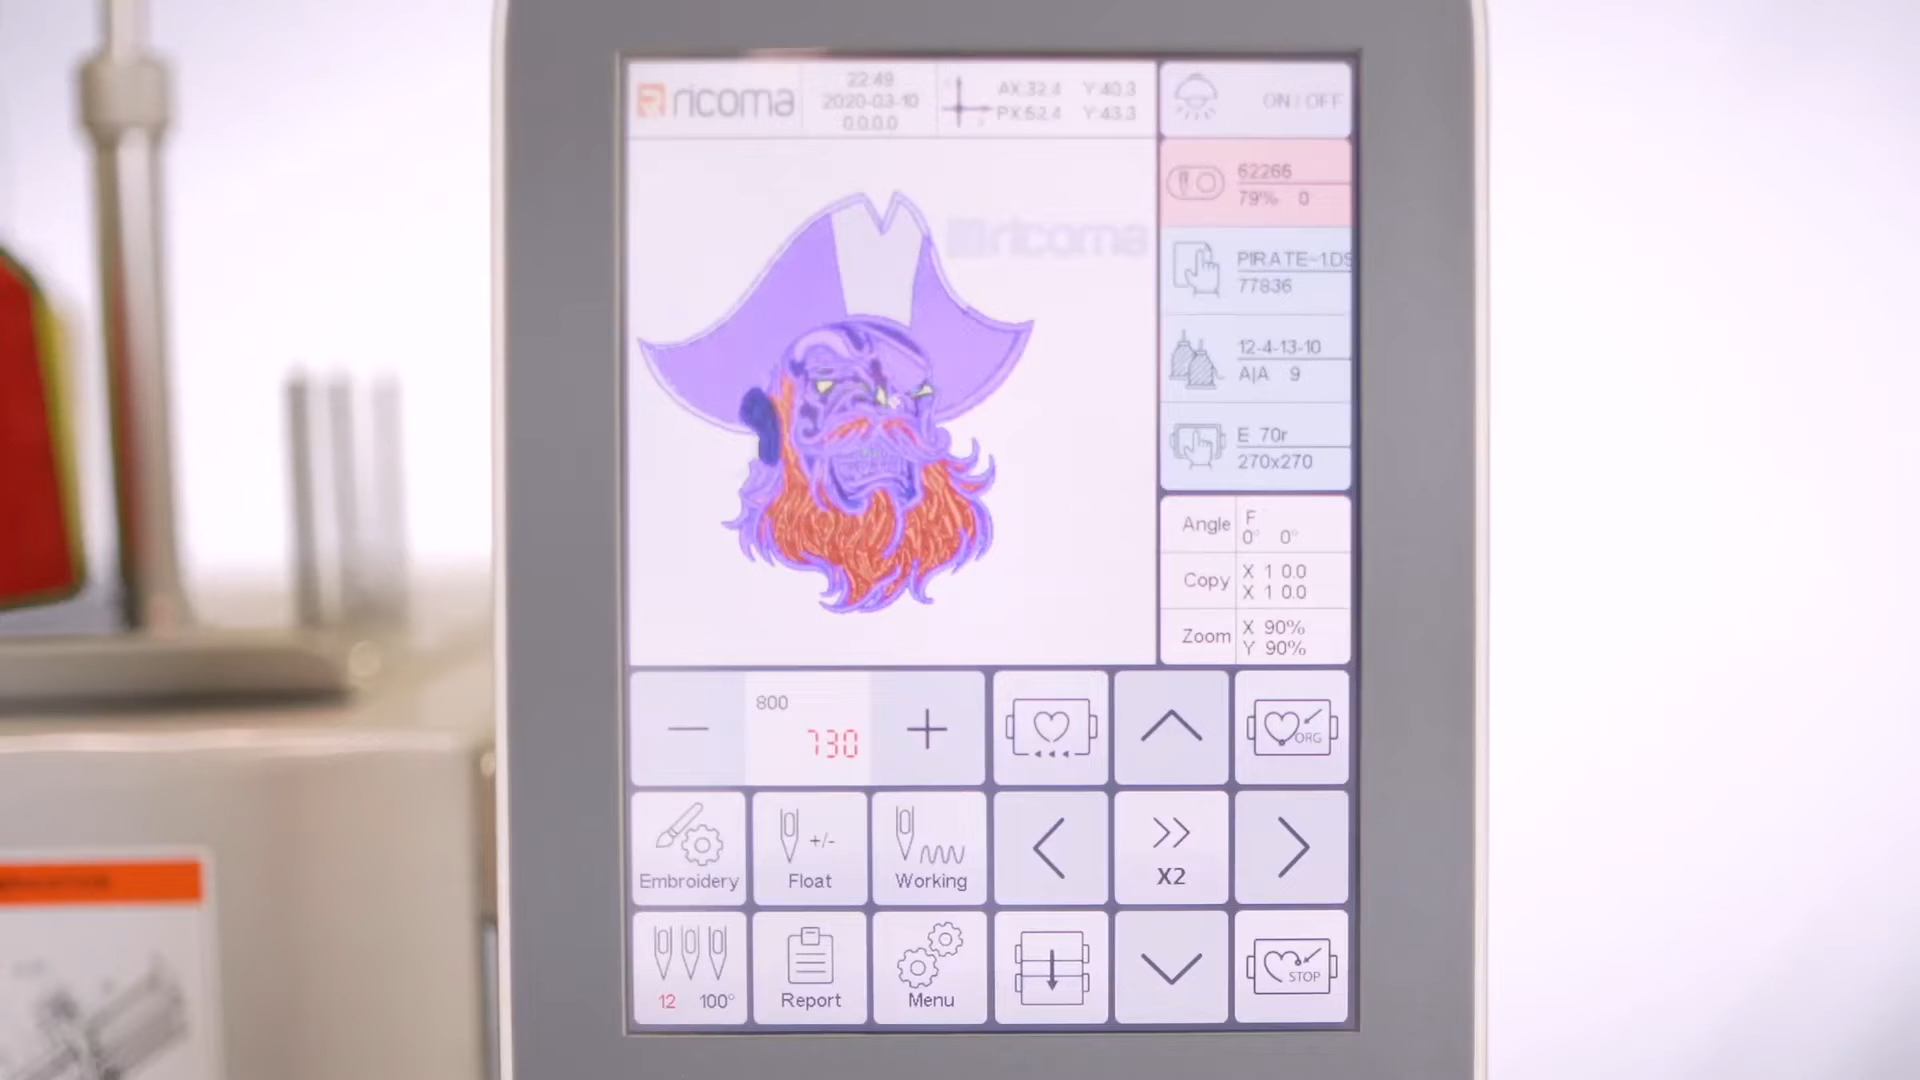 ricoma
22:49
2020-03-10
0.0.0.0
AX:32.4 Y:40.3
PX:52.4 Y:43.3
ON / OFF
62266
79% 0
ricoma
PIRATE~1.DS
77836
12-4-13-10
A|A 9
E 70r
270x270
Angle F
0° 0°
Copy X 1 0.0
X 1 0.0
Zoom X 90%
Y 90%
800
730
ORG
Embroidery
+/-
Float
Working
X2
12 100°
Report
Menu
STOP